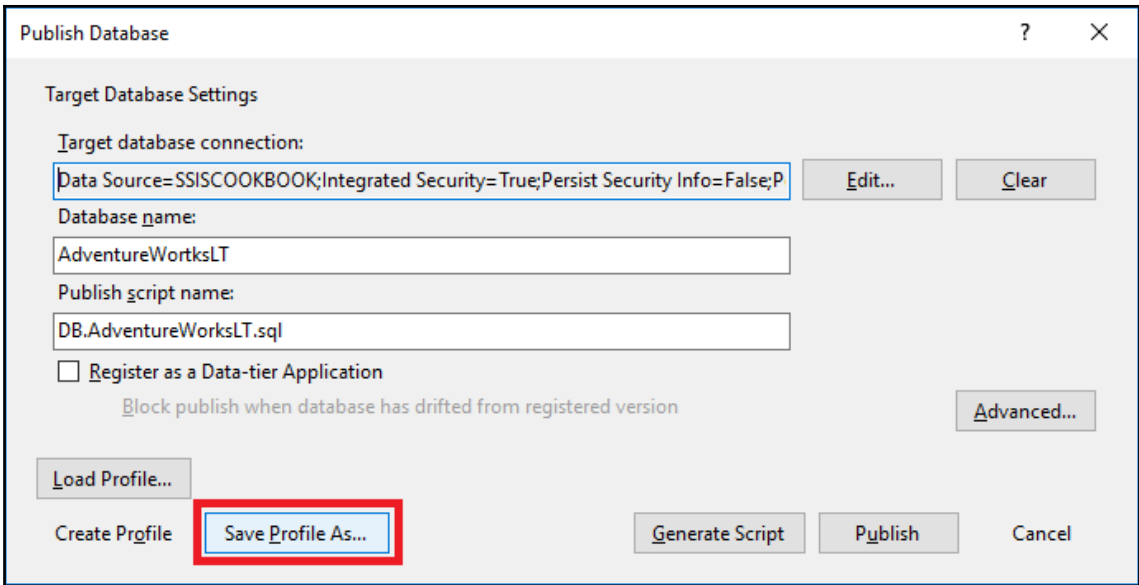 Publish Database ?
Target Database Settings
Target database connection:
Data Source=SSISCOOKBOOK;Integrated Security=True;Persist Security Info=False;P Edit... Clear
Database name:
AdventureWortksLT
Publish script name:
DB.AdventureWorksLT.sql
Register as a Data-tier Application
Block publish when database has drifted from registered version
Advanced...
Load Profile...
Create Profile Save Profile As... Generate Script Publish Cancel